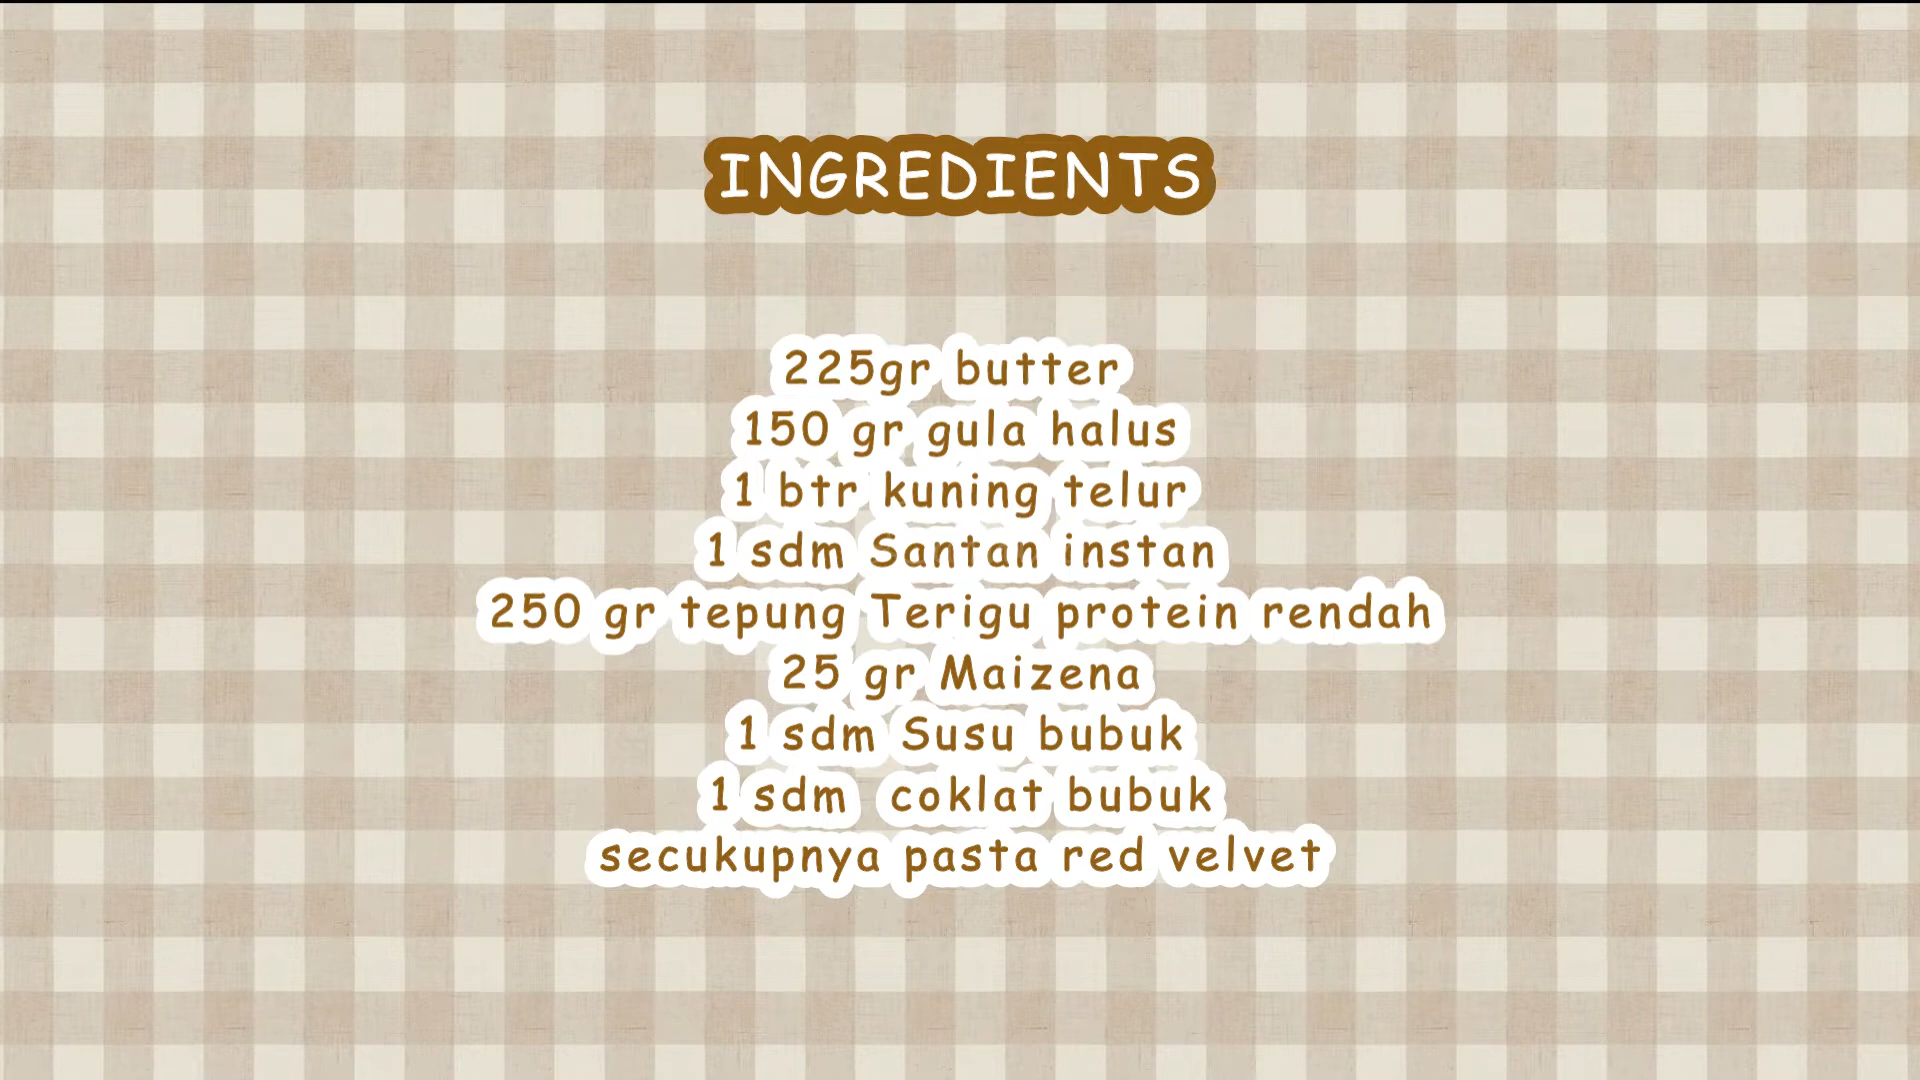 INGREDIENTS
225gr butter
150 gr gula halus
1 btr kuning telur
1 sdm Santan instan
250 gr tepung Terigu protein rendah
25 gr Maizena
1 sdm Susu bubuk
1 sdm coklat bubuk
secukupnya pasta red velvet